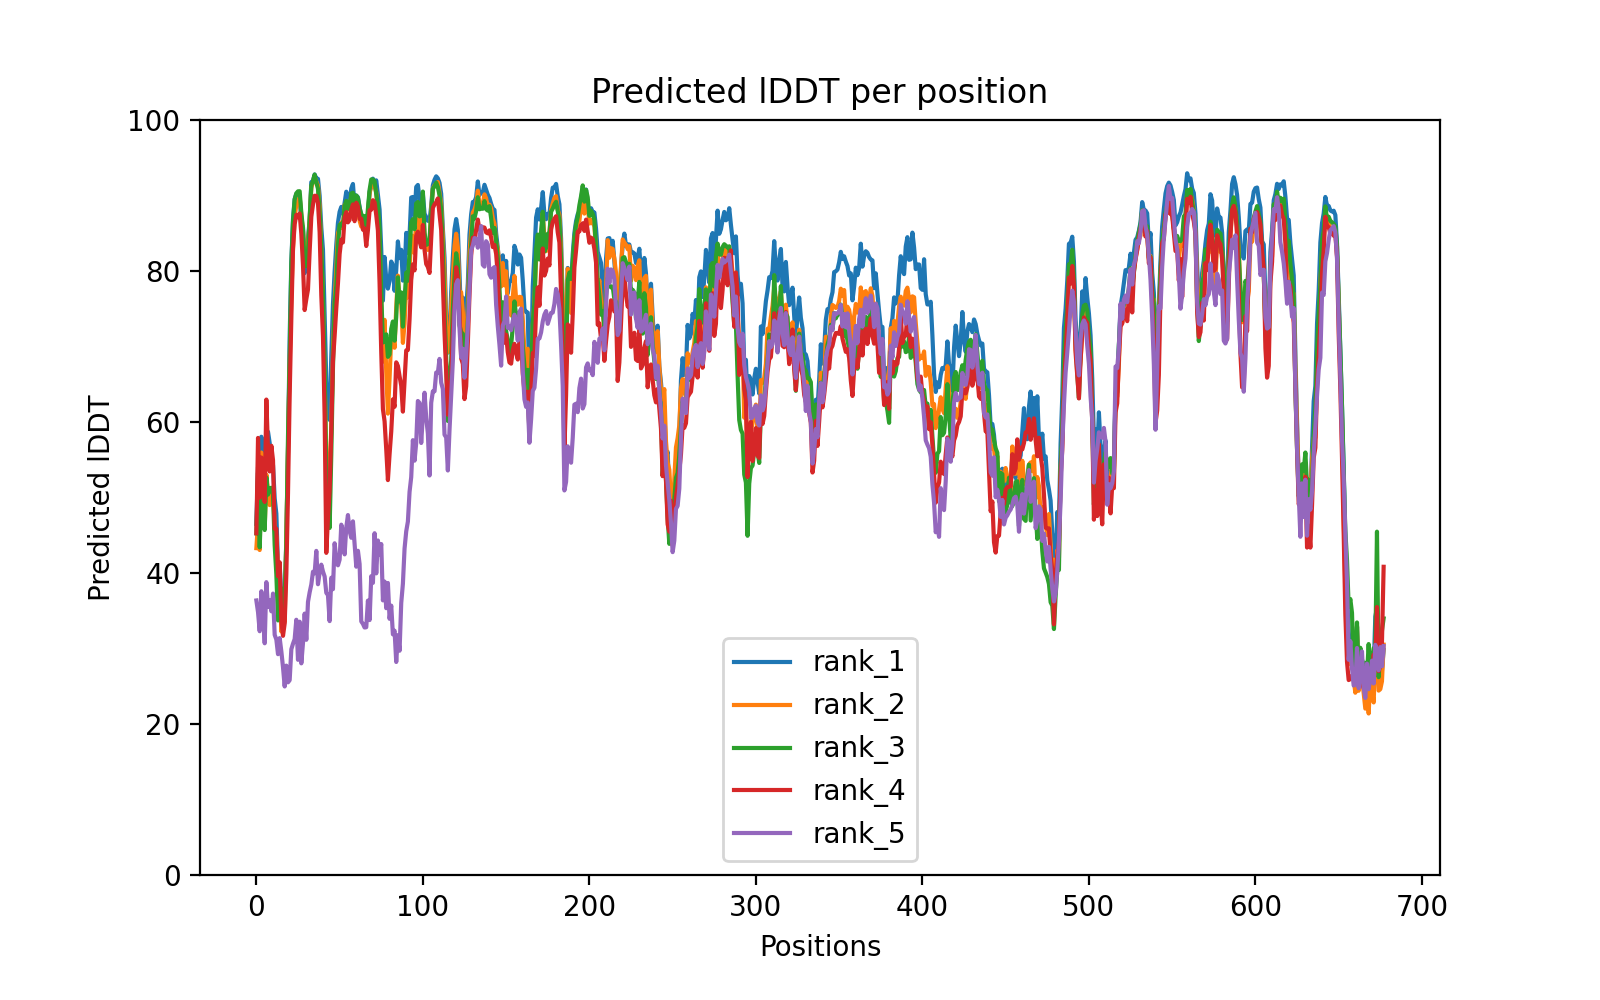 Predicted lDDT per position
100
80
60
40
20
0
Predicted lDDT
rank_1
rank_2
rank_3
rank_4
rank_5
0 100 200 300 400 500 600 700
Positions